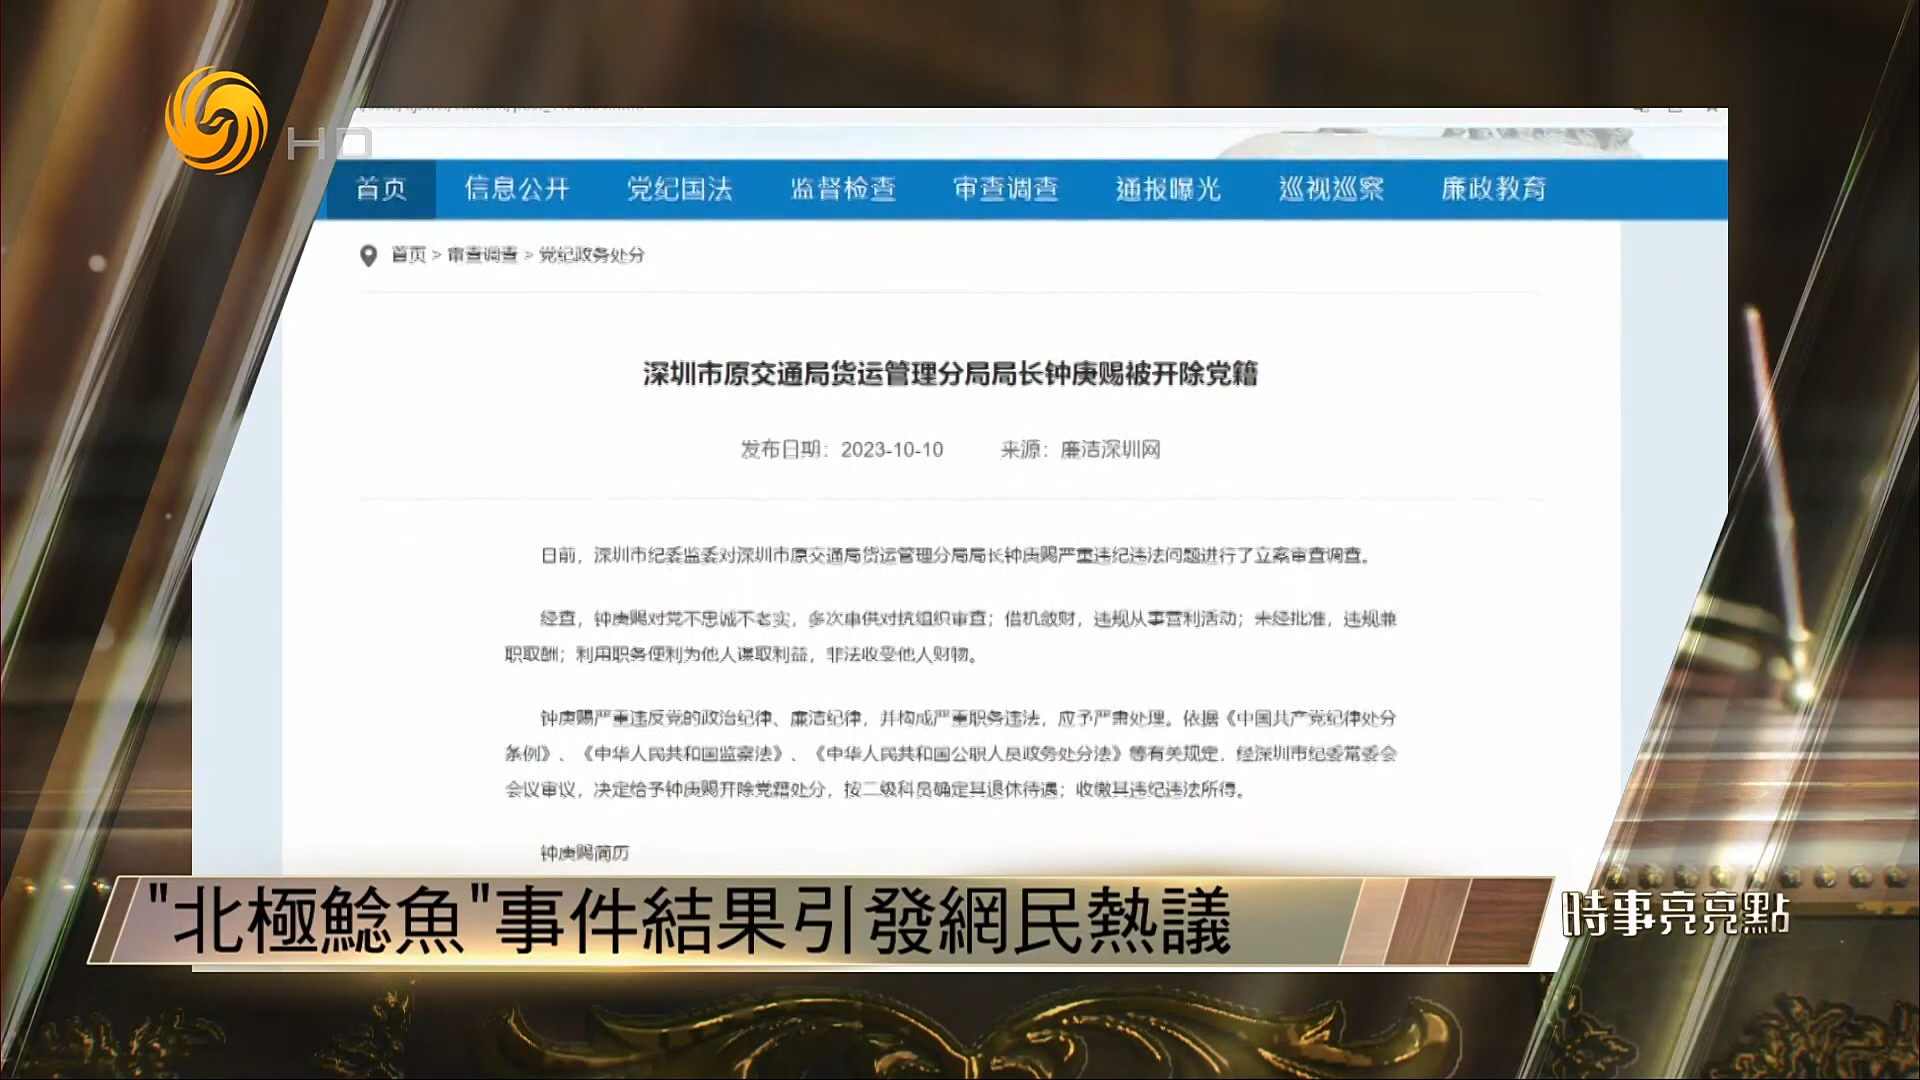 HD
首页 信息公开 党纪国法 监督检查 审查调查 通报曝光 巡视巡察 廉政教育
首页 > 审查调查 > 党纪政务处分
深圳市原交通局货运管理分局局长钟庚赐被开除党籍
发布日期：2023-10-10 来源：廉洁深圳网
日前，深圳市纪委监委对深圳市原交通局货运管理分局局长钟庚赐严重违纪违法问题进行了立案审查调查。
经查，钟庚赐对党不忠诚不老实，多次串供对抗组织审查；借机敛财，违规从事营利活动；未经批准，违规兼
职取酬；利用职务便利为他人谋取利益，非法收受他人财物。
钟庚赐严重违反党的政治纪律、廉洁纪律，并构成严重职务违法，应予严肃处理。依据《中国共产党纪律处分
条例》、《中华人民共和国监察法》、《中华人民共和国公职人员政务处分法》等有关规定，经深圳市纪委常委会
会议审议，决定给予钟庚赐开除党籍处分，按二级科员确定其退休待遇；收缴其违纪违法所得。
钟庚赐简历
"北極鯰魚"事件結果引發網民熱議
時事亮亮點